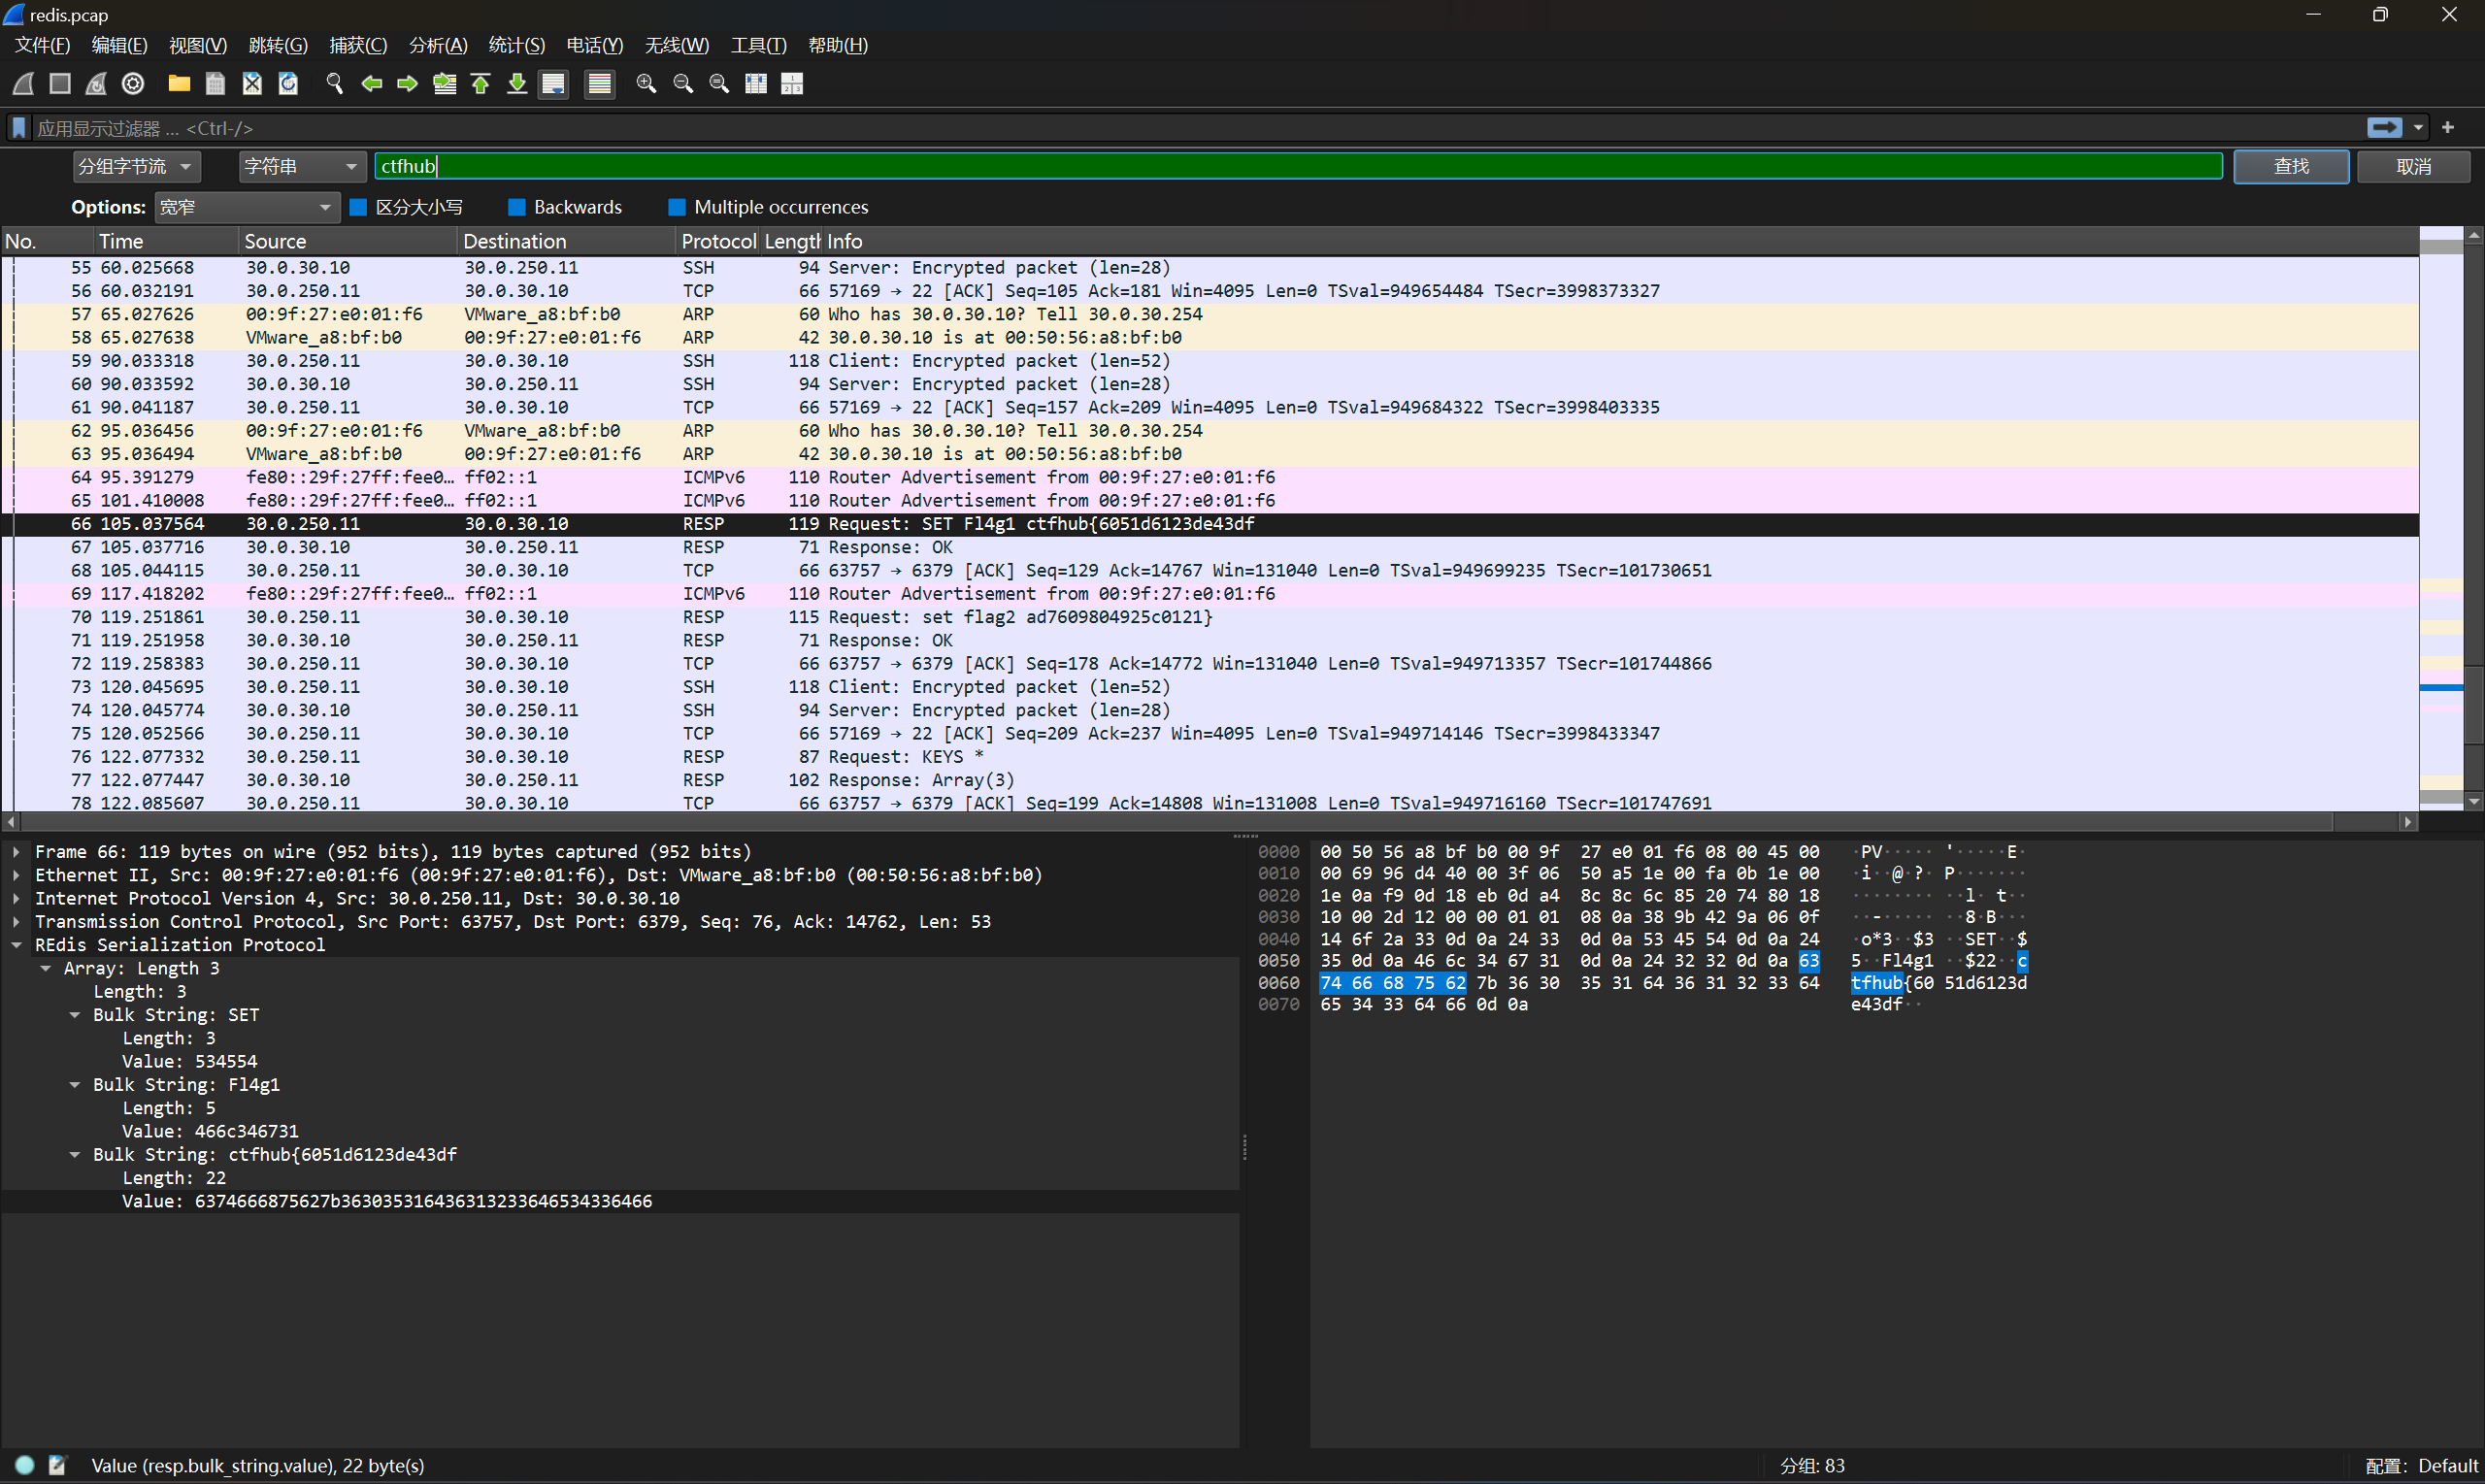 redis.pcap
文件(F) 编辑(E) 视图(V) 跳转(G) 捕获(C) 分析(A) 统计(S) 电话(Y) 无线(W) 工具(T) 帮助(H)
应用显示过滤器 … <Ctrl-/>
分组字节流 字符串 ctfhub 查找 取消
Options: 宽窄 区分大小写 Backwards Multiple occurrences
No. Time Source Destination Protocol Length Info
55 60.025668 30.0.30.10 30.0.250.11 SSH 94 Server: Encrypted packet (len=28)
56 60.032191 30.0.250.11 30.0.30.10 TCP 66 57169 → 22 [ACK] Seq=105 Ack=181 Win=4095 Len=0 TSval=949654484 TSecr=3998373327
57 65.027626 00:9f:27:e0:01:f6 VMware_a8:bf:b0 ARP 60 Who has 30.0.30.10? Tell 30.0.30.254
58 65.027638 VMware_a8:bf:b0 00:9f:27:e0:01:f6 ARP 42 30.0.30.10 is at 00:50:56:a8:bf:b0
59 90.033318 30.0.250.11 30.0.30.10 SSH 118 Client: Encrypted packet (len=52)
60 90.033592 30.0.30.10 30.0.250.11 SSH 94 Server: Encrypted packet (len=28)
61 90.041187 30.0.250.11 30.0.30.10 TCP 66 57169 → 22 [ACK] Seq=157 Ack=209 Win=4095 Len=0 TSval=949684322 TSecr=3998403335
62 95.036456 00:9f:27:e0:01:f6 VMware_a8:bf:b0 ARP 60 Who has 30.0.30.10? Tell 30.0.30.254
63 95.036494 VMware_a8:bf:b0 00:9f:27:e0:01:f6 ARP 42 30.0.30.10 is at 00:50:56:a8:bf:b0
64 95.391279 fe80::29f:27ff:fee0… ff02::1 ICMPv6 110 Router Advertisement from 00:9f:27:e0:01:f6
65 101.410008 fe80::29f:27ff:fee0… ff02::1 ICMPv6 110 Router Advertisement from 00:9f:27:e0:01:f6
66 105.037564 30.0.250.11 30.0.30.10 RESP 119 Request: SET Fl4g1 ctfhub{6051d6123de43df
67 105.037716 30.0.30.10 30.0.250.11 RESP 71 Response: OK
68 105.044115 30.0.250.11 30.0.30.10 TCP 66 63757 → 6379 [ACK] Seq=129 Ack=14767 Win=131040 Len=0 TSval=949699235 TSecr=101730651
69 117.418202 fe80::29f:27ff:fee0… ff02::1 ICMPv6 110 Router Advertisement from 00:9f:27:e0:01:f6
70 119.251861 30.0.250.11 30.0.30.10 RESP 115 Request: set flag2 ad7609804925c0121}
71 119.251958 30.0.30.10 30.0.250.11 RESP 71 Response: OK
72 119.258383 30.0.250.11 30.0.30.10 TCP 66 63757 → 6379 [ACK] Seq=178 Ack=14772 Win=131040 Len=0 TSval=949713357 TSecr=101744866
73 120.045695 30.0.250.11 30.0.30.10 SSH 118 Client: Encrypted packet (len=52)
74 120.045774 30.0.30.10 30.0.250.11 SSH 94 Server: Encrypted packet (len=28)
75 120.052566 30.0.250.11 30.0.30.10 TCP 66 57169 → 22 [ACK] Seq=209 Ack=237 Win=4095 Len=0 TSval=949714146 TSecr=3998433347
76 122.077332 30.0.250.11 30.0.30.10 RESP 87 Request: KEYS *
77 122.077447 30.0.30.10 30.0.250.11 RESP 102 Response: Array(3)
78 122.085607 30.0.250.11 30.0.30.10 TCP 66 63757 → 6379 [ACK] Seq=199 Ack=14808 Win=131008 Len=0 TSval=949716160 TSecr=101747691
Frame 66: 119 bytes on wire (952 bits), 119 bytes captured (952 bits)
Ethernet II, Src: 00:9f:27:e0:01:f6 (00:9f:27:e0:01:f6), Dst: VMware_a8:bf:b0 (00:50:56:a8:bf:b0)
Internet Protocol Version 4, Src: 30.0.250.11, Dst: 30.0.30.10
Transmission Control Protocol, Src Port: 63757, Dst Port: 6379, Seq: 76, Ack: 14762, Len: 53
REdis Serialization Protocol
Array: Length 3
Length: 3
Bulk String: SET
Length: 3
Value: 534554
Bulk String: Fl4g1
Length: 5
Value: 466c346731
Bulk String: ctfhub{6051d6123de43df
Length: 22
Value: 6374666875627b36303531643631323364653433​6466
0000 00 50 56 a8 bf b0 00 9f 27 e0 01 f6 08 00 45 00 ·PV····· '·····E·
0010 00 69 96 d4 40 00 3f 06 50 a5 1e 00 fa 0b 1e 00 ·i··@·?· P·······
0020 1e 0a f9 0d 18 eb 0d a4 8c 8c 6c 85 20 74 80 18 ········ ··l· t··
0030 10 00 2d 12 00 00 01 01 08 0a 38 9b 42 9a 06 0f ··-····· ··8·B···
0040 14 6f 2a 33 0d 0a 24 33 0d 0a 53 45 54 0d 0a 24 ·o*3··$3 ··SET··$
0050 35 0d 0a 46 6c 34 67 31 0d 0a 24 32 32 0d 0a 63 5··Fl4g1 ··$22··c
0060 74 66 68 75 62 7b 36 30 35 31 64 36 31 32 33 64 tfhub{60 51d6123d
0070 65 34 33 64 66 0d 0a e43df··
Value (resp.bulk_string.value), 22 byte(s)
分组: 83
配置: Default